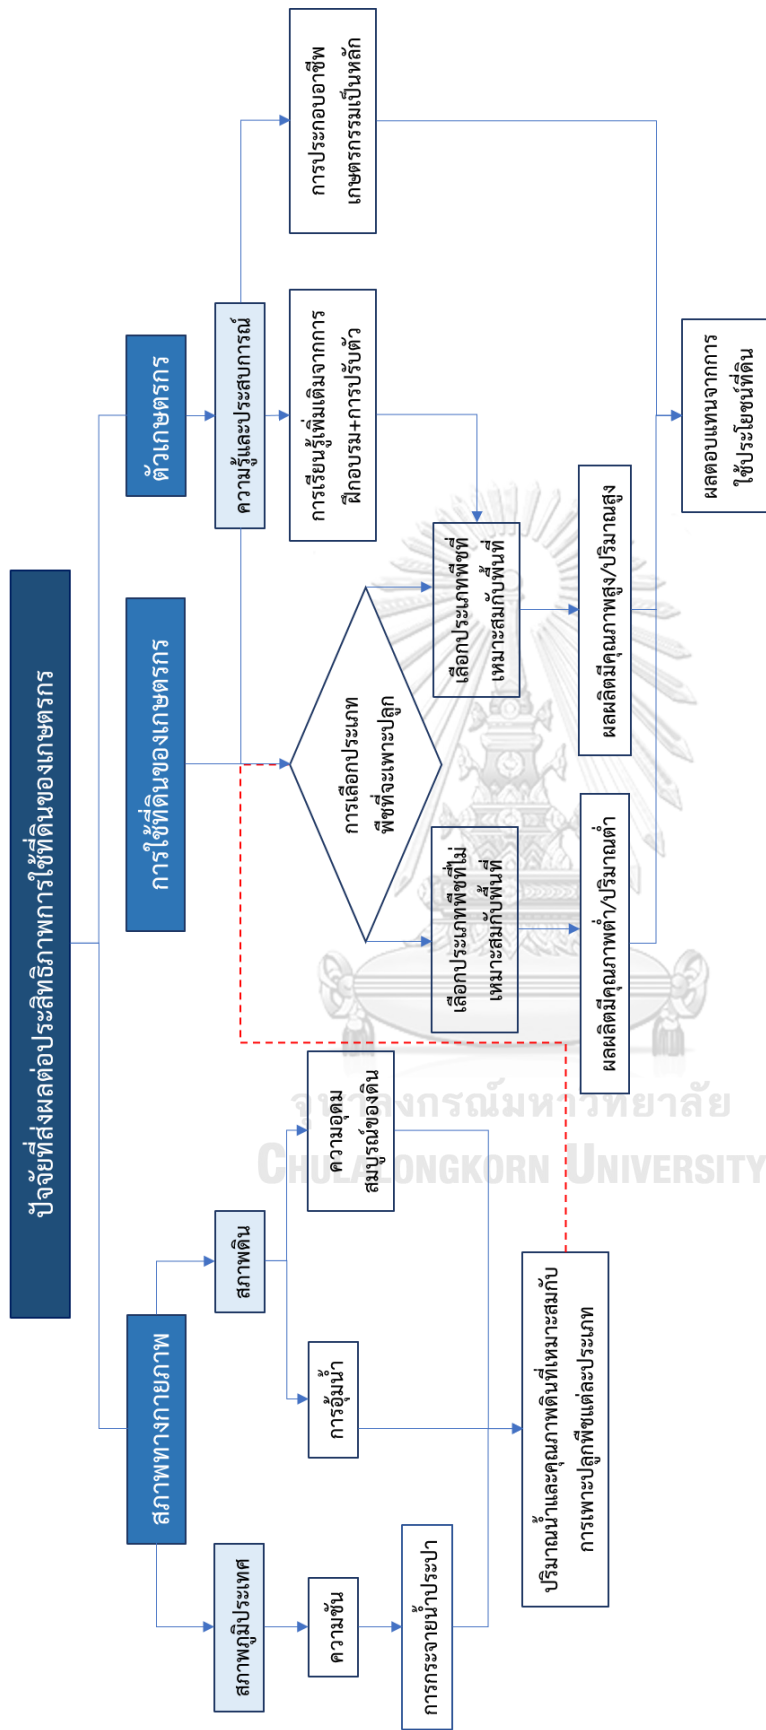 ปัจจัยที่ส่งผลต่อประสิทธิภาพการใช้ที่ดินของเกษตรกร
สภาพทางกายภาพ
การใช้ที่ดินของเกษตรกร
ตัวเกษตรกร
สภาพภูมิประเทศ
สภาพดิน
ความรู้และประสบการณ์
ความชัน
การอุ้มน้ำ
ความอุดม
สมบูรณ์ของดิน
การเลือกประเภท
พืชที่จะเพาะปลูก
การเรียนรู้เพิ่มเติมจากการ
ฝึกอบรม+การปรับตัว
การประกอบอาชีพ
เกษตรกรรมเป็นหลัก
การกระจายน้ำประปา
เลือกประเภทพืชที่ไม่
เหมาะสมกับพื้นที่
เลือกประเภทพืชที่
เหมาะสมกับพื้นที่
ปริมาณน้ำและคุณภาพดินที่เหมาะสมกับ
การเพาะปลูกพืชแต่ละประเภท
ผลผลิตมีคุณภาพต่ำ/ปริมาณต่ำ
ผลผลิตมีคุณภาพสูง/ปริมาณสูง
ผลตอบแทนจากการ
ใช้ประโยชน์ที่ดิน
จุฬาลงกรณ์มหาวิทยาลัย
CHULALONGKORN UNIVERSITY